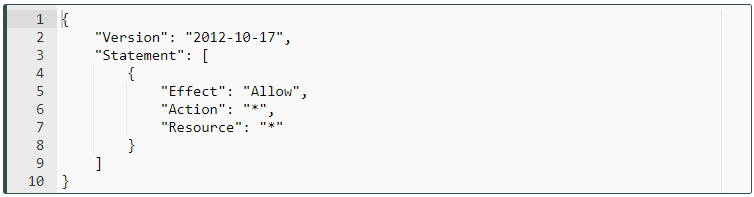 1 {
2     "Version": "2012-10-17",
3     "Statement": [
4         {
5             "Effect": "Allow",
6             "Action": "*",
7             "Resource": "*"
8         }
9     ]
10 }